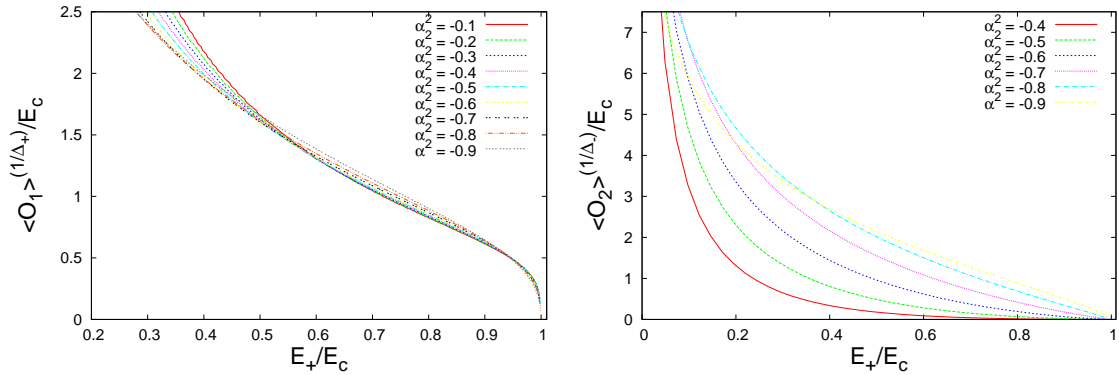 <O₁>^(1/Δ₊)/E_c
2.5
2
1.5
1
0.5
0
0.2 0.3 0.4 0.5 0.6 0.7 0.8 0.9 1
E₊/E_c
α² = -0.1
α² = -0.2
α² = -0.3
α² = -0.4
α² = -0.5
α² = -0.6
α² = -0.7
α² = -0.8
α² = -0.9
<O₂>^(1/Δ₋)/E_c
7
6
5
4
3
2
1
0
0 0.2 0.4 0.6 0.8 1
E₊/E_c
α² = -0.4
α² = -0.5
α² = -0.6
α² = -0.7
α² = -0.8
α² = -0.9